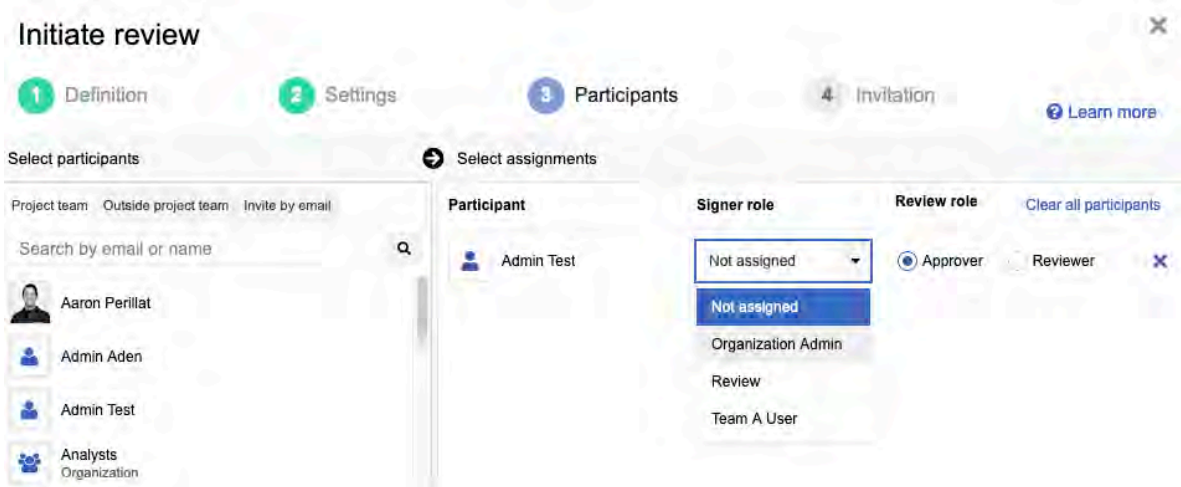 Initiate review
1 Definition
2 Settings
3 Participants
4 Invitation
Learn more
Select participants
Select assignments
Project team Outside project team Invite by email
Search by email or name
Aaron Perillat
Admin Aden
Admin Test
Analysts
Organization
Participant Signer role Review role Clear all participants
Admin Test Not assigned Approver Reviewer
Not assigned
Organization Admin
Review
Team A User